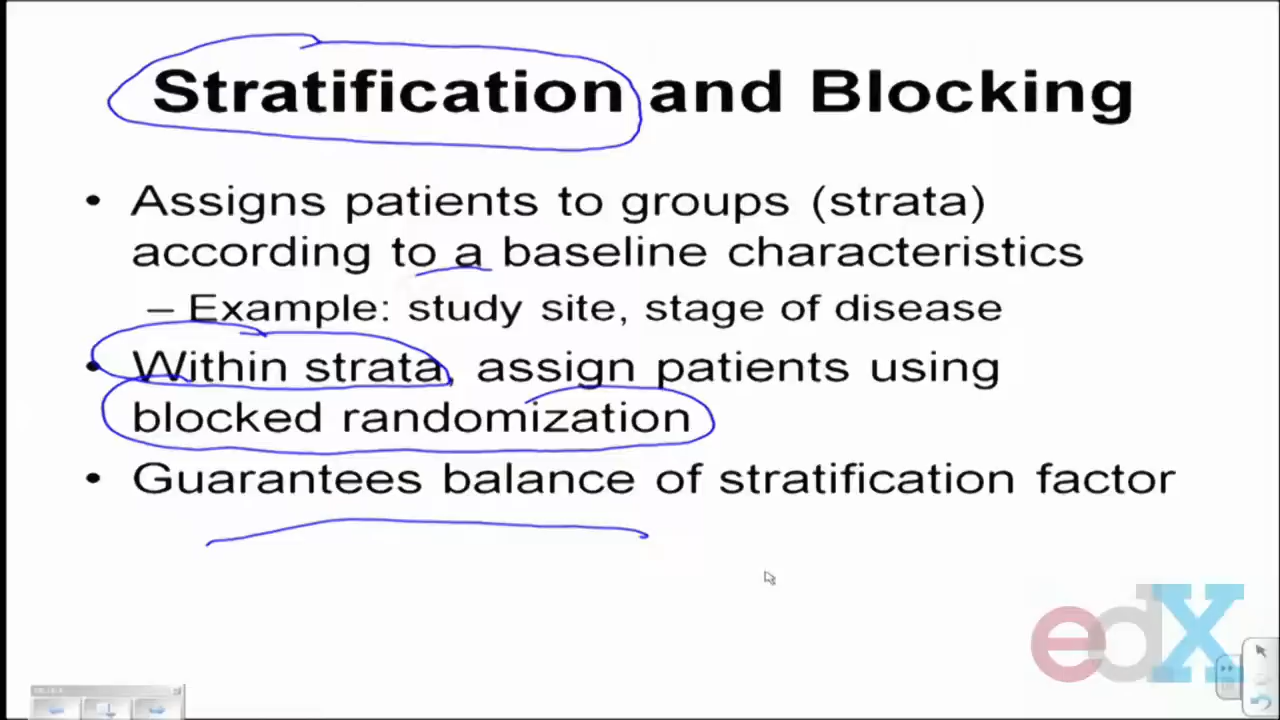 Stratification and Blocking
• Assigns patients to groups (strata)
according to a baseline characteristics
– Example: study site, stage of disease
• Within strata, assign patients using
blocked randomization
• Guarantees balance of stratification factor
edX